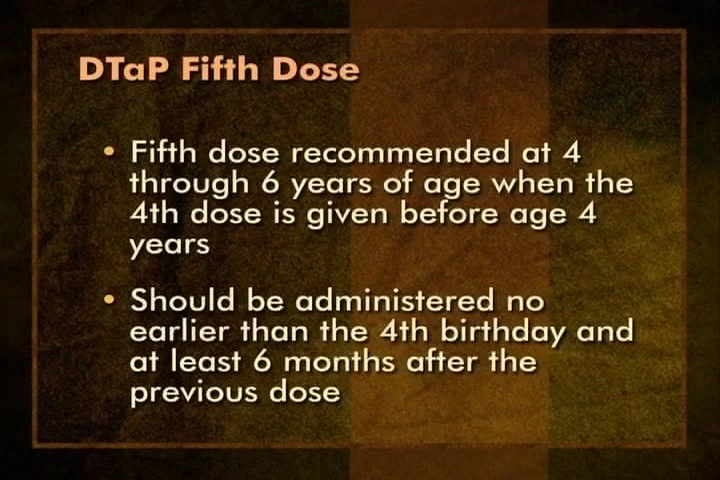 DTaP Fifth Dose
• Fifth dose recommended at 4
through 6 years of age when the
4th dose is given before age 4
years
• Should be administered no
earlier than the 4th birthday and
at least 6 months after the
previous dose